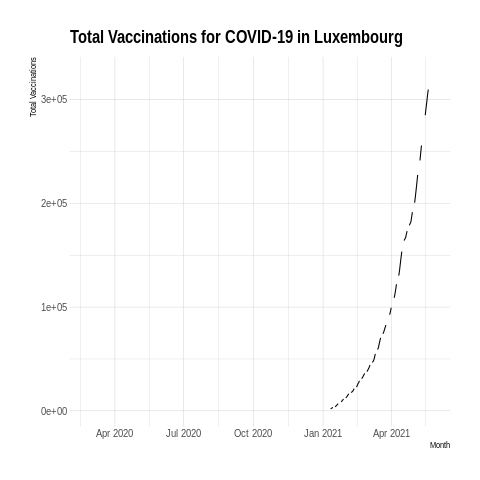 Total Vaccinations for COVID-19 in Luxembourg
Total Vaccinations
3e+05
2e+05
1e+05
0e+00
Apr 2020 Jul 2020 Oct 2020 Jan 2021 Apr 2021
Month